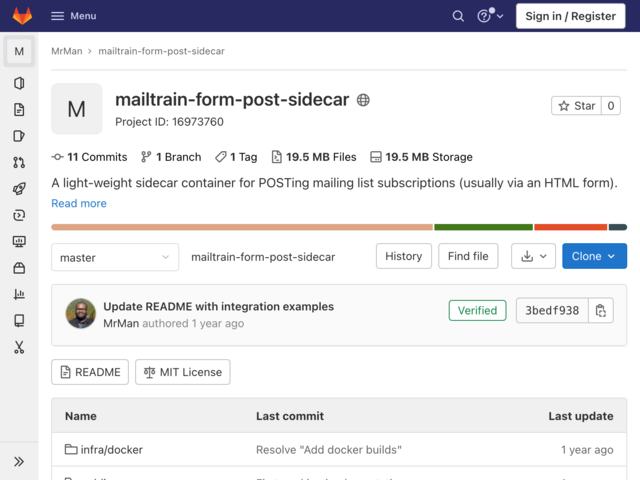 Menu
Sign in / Register
M
MrMan > mailtrain-form-post-sidecar
M
mailtrain-form-post-sidecar
Project ID: 16973760
Star 0
11 Commits 1 Branch 1 Tag 19.5 MB Files 19.5 MB Storage
A light-weight sidecar container for POSTing mailing list subscriptions (usually via an HTML form).
Read more
master
mailtrain-form-post-sidecar
History
Find file
Clone
Update README with integration examples
MrMan authored 1 year ago
Verified
3bedf938
README
MIT License
Name Last commit Last update
infra/docker Resolve "Add docker builds" 1 year ago